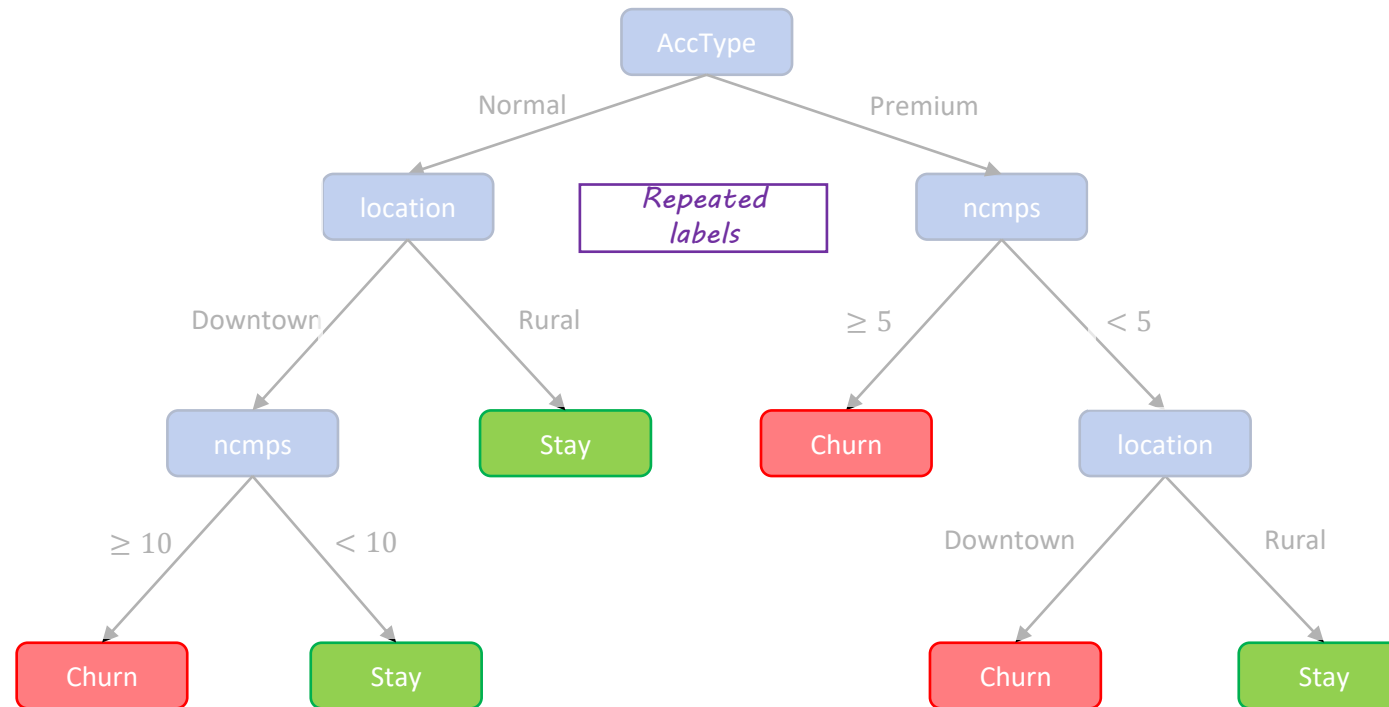 AccType
Normal
Premium
location
Repeated
labels
ncmps
Downtown
Rural
≥ 5
< 5
ncmps
Stay
Churn
location
≥ 10
< 10
Downtown
Rural
Churn
Stay
Churn
Stay